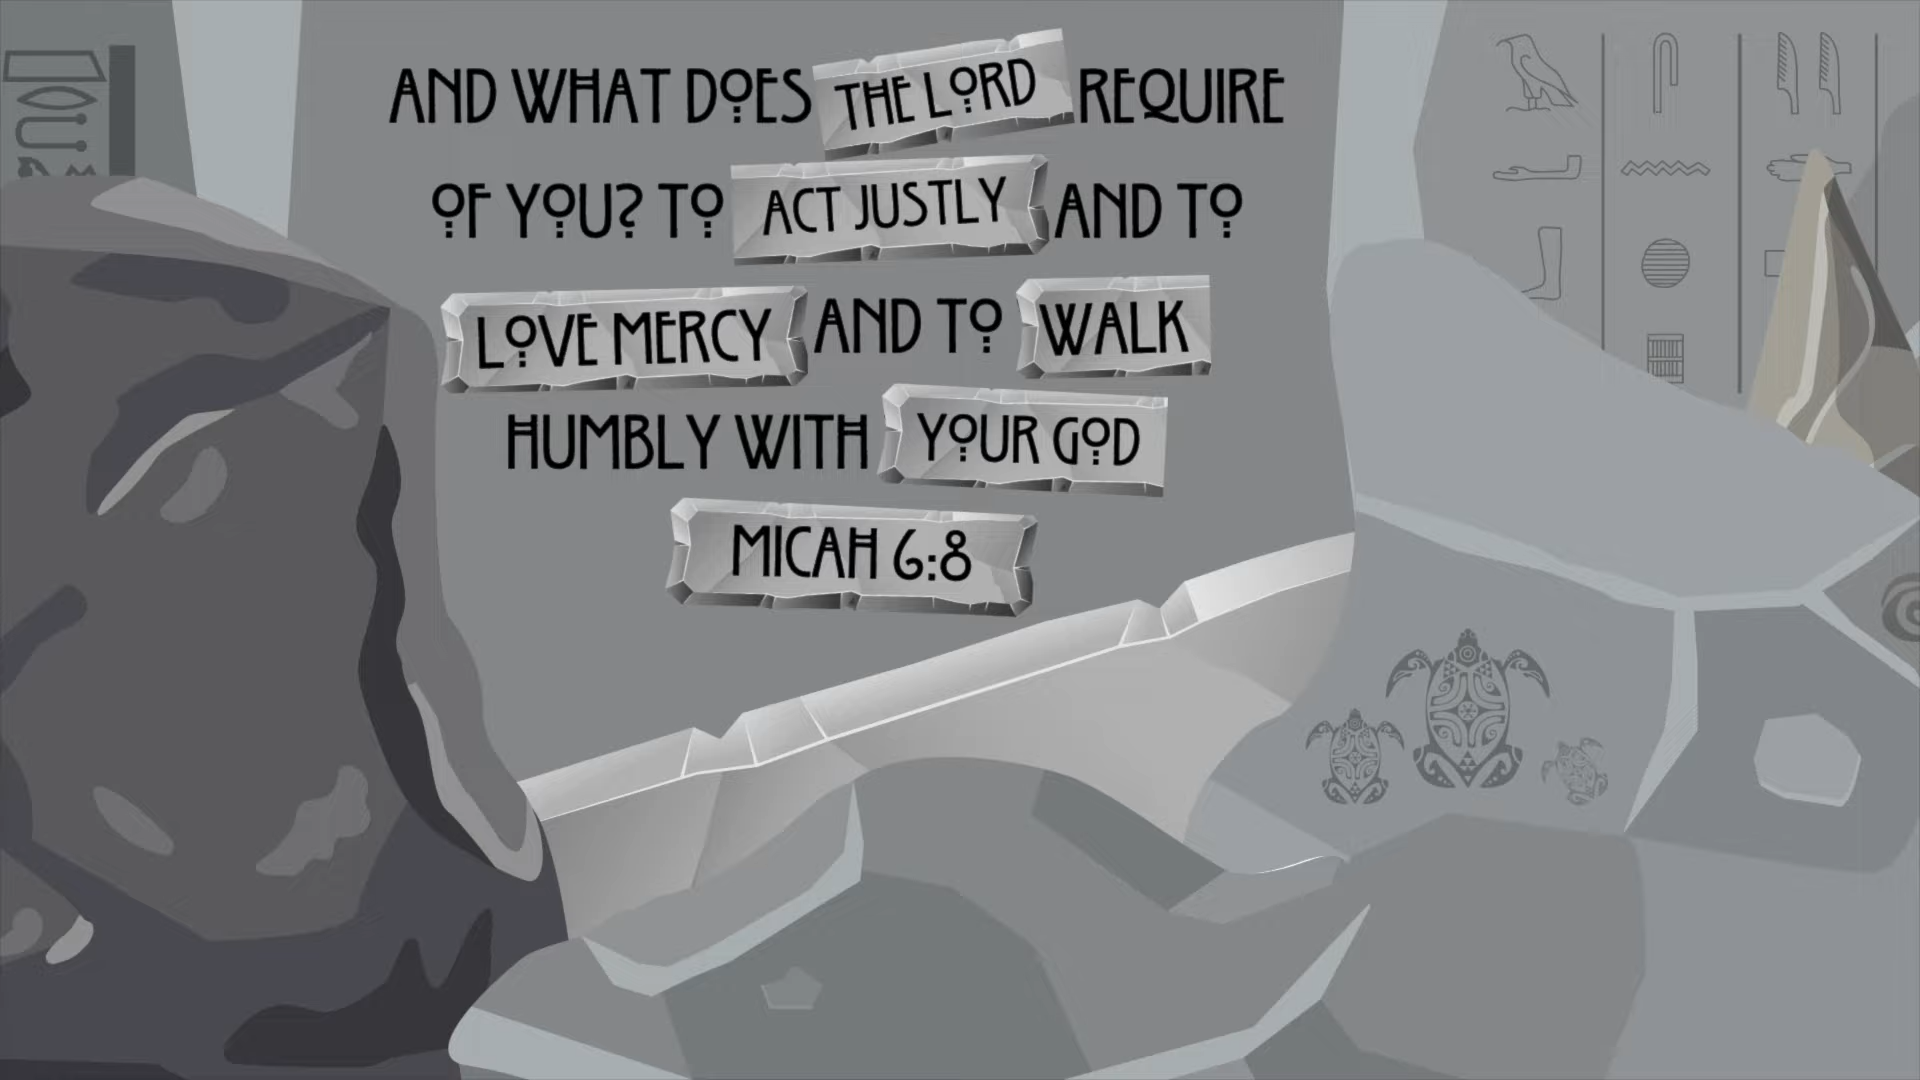 AND WHAT DOES THE LORD REQUIRE
OF YOU? TO ACT JUSTLY AND TO
LOVE MERCY AND TO WALK
HUMBLY WITH YOUR GOD
MICAH 6:8